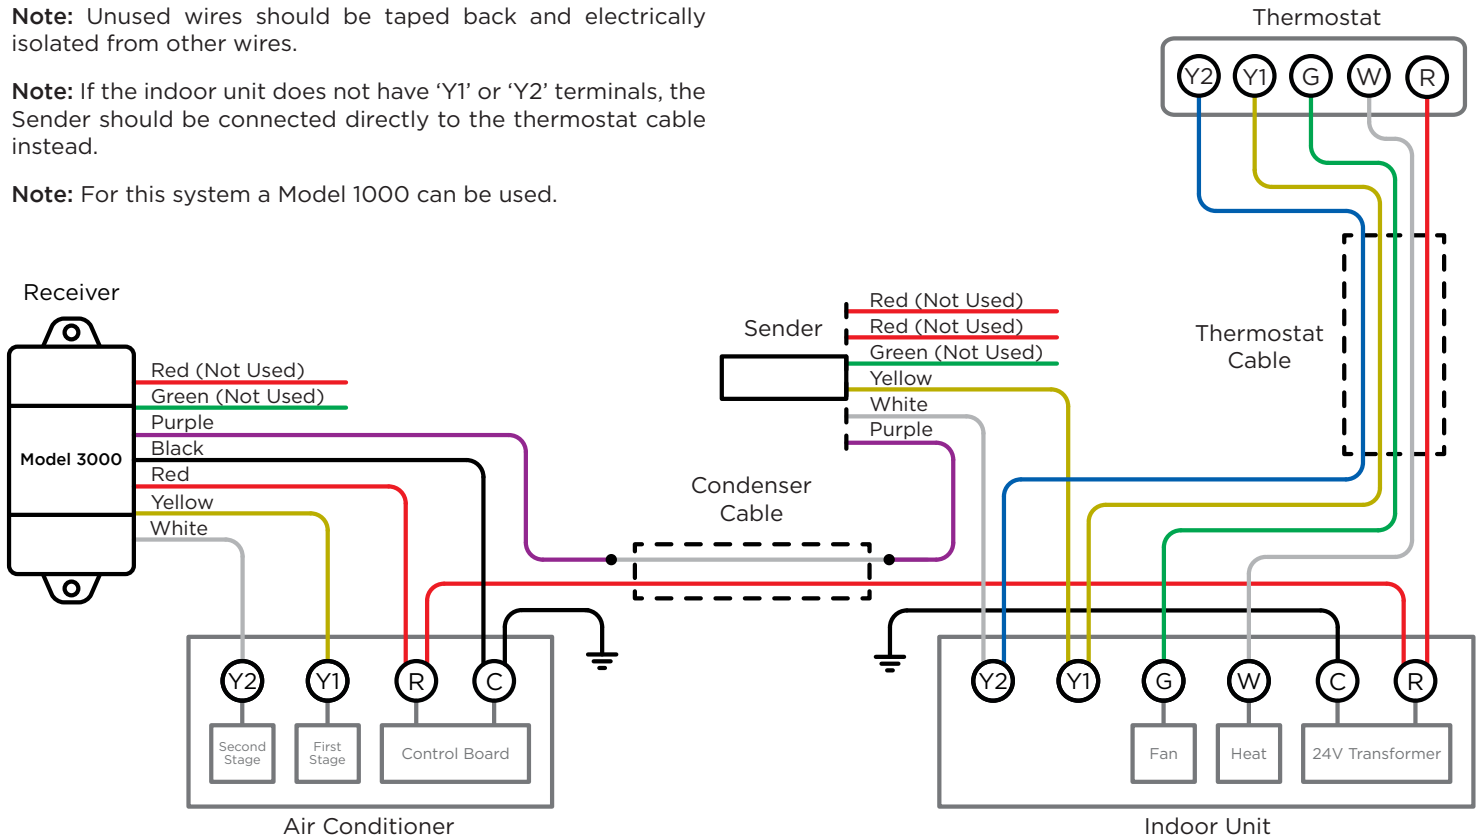 Note: Unused wires should be taped back and electrically
isolated from other wires.
Note: If the indoor unit does not have ‘Y1’ or ‘Y2’ terminals, the
Sender should be connected directly to the thermostat cable
instead.
Note: For this system a Model 1000 can be used.
Thermostat
Y2 Y1 G W R
Thermostat
Cable
Receiver
Model 3000
Red (Not Used)
Green (Not Used)
Purple
Black
Red
Yellow
White
Sender
Red (Not Used)
Red (Not Used)
Green (Not Used)
Yellow
White
Purple
Condenser
Cable
Y2 Y1 R C
Second
Stage
First
Stage
Control Board
Air Conditioner
Y2 Y1 G W C R
Fan
Heat
24V Transformer
Indoor Unit